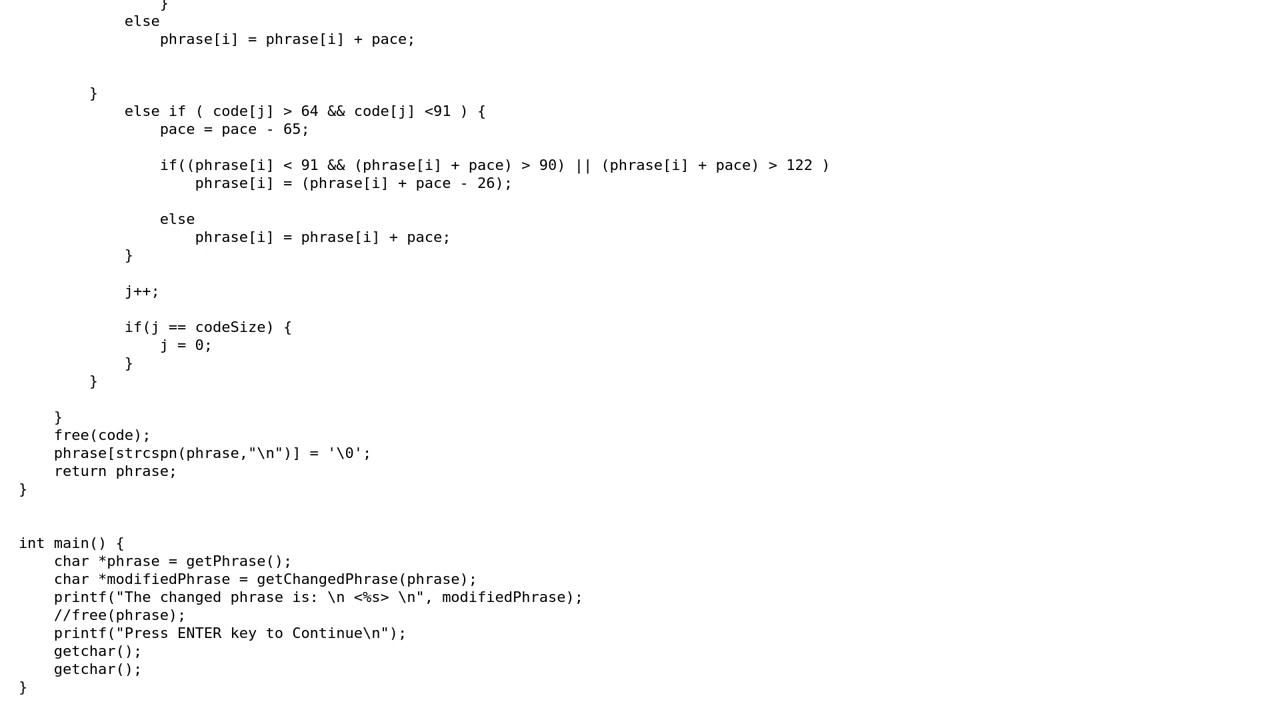 }
else
phrase[i] = phrase[i] + pace;
}
else if ( code[j] > 64 && code[j] <91 ) {
pace = pace - 65;
if((phrase[i] < 91 && (phrase[i] + pace) > 90) || (phrase[i] + pace) > 122 )
phrase[i] = (phrase[i] + pace - 26);
else
phrase[i] = phrase[i] + pace;
}
j++;
if(j == codeSize) {
j = 0;
}
}
}
free(code);
phrase[strcspn(phrase,"\n")] = '\0';
return phrase;
}
int main() {
char *phrase = getPhrase();
char *modifiedPhrase = getChangedPhrase(phrase);
printf("The changed phrase is: \n <%s> \n", modifiedPhrase);
//free(phrase);
printf("Press ENTER key to Continue\n");
getchar();
getchar();
}